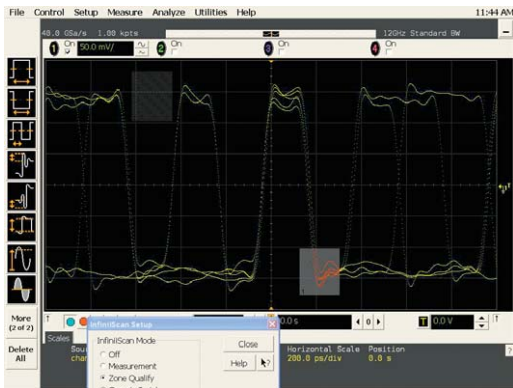 File Control Setup Measure Analyze Utilities Help 11:44 AM
40.0 GSa/s 1.00 kpts 12GHz Standard BW
1 On 50.0 mV/ 2 On 3 On 4 On
1
More
(2 of 2)
Delete
All
T 0.0 s 0 T 0.0 V
Scales
InfiniiScan Setup
InfiniiScan Mode
Off
Measurement
Zone Qualify
Close
Help
Horizontal Scale Position
200.0 ps/div 0.0 s